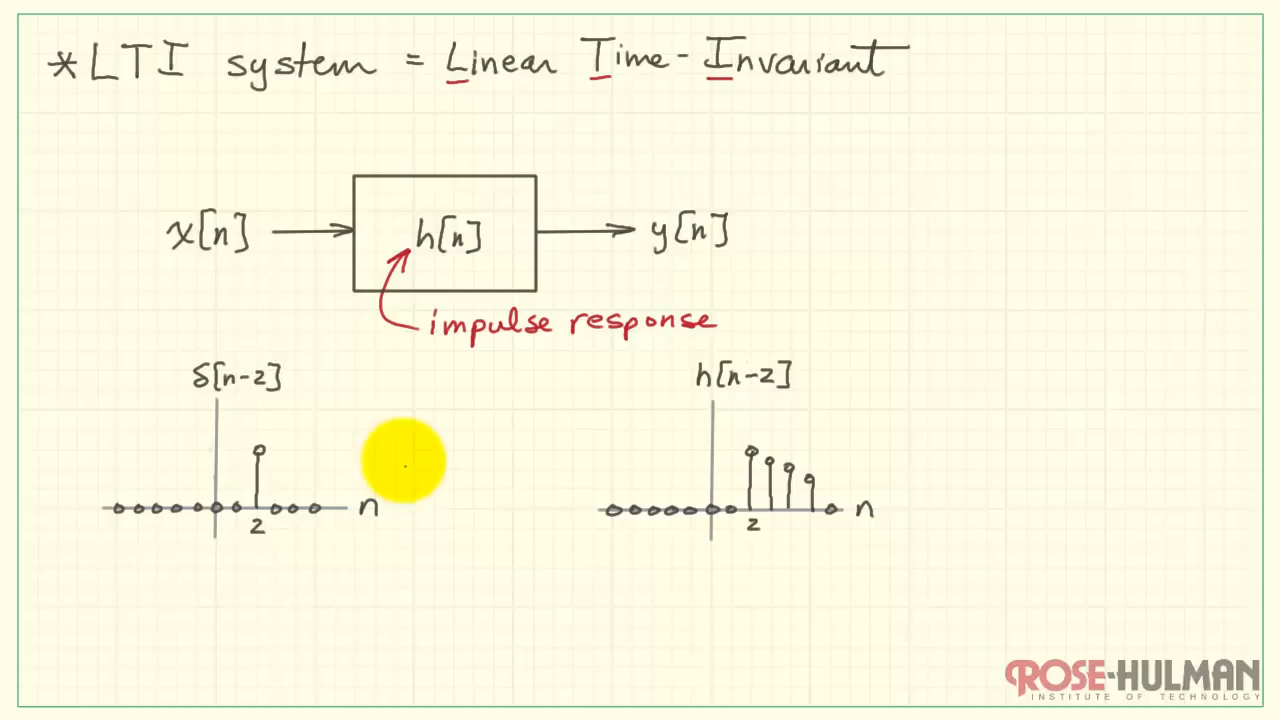 *LTI system = Linear Time-Invariant
x[n] h[n] y[n]
impulse response
δ[n-2] h[n-2]
n n
2 2
ROSE-HULMAN
INSTITUTE OF TECHNOLOGY